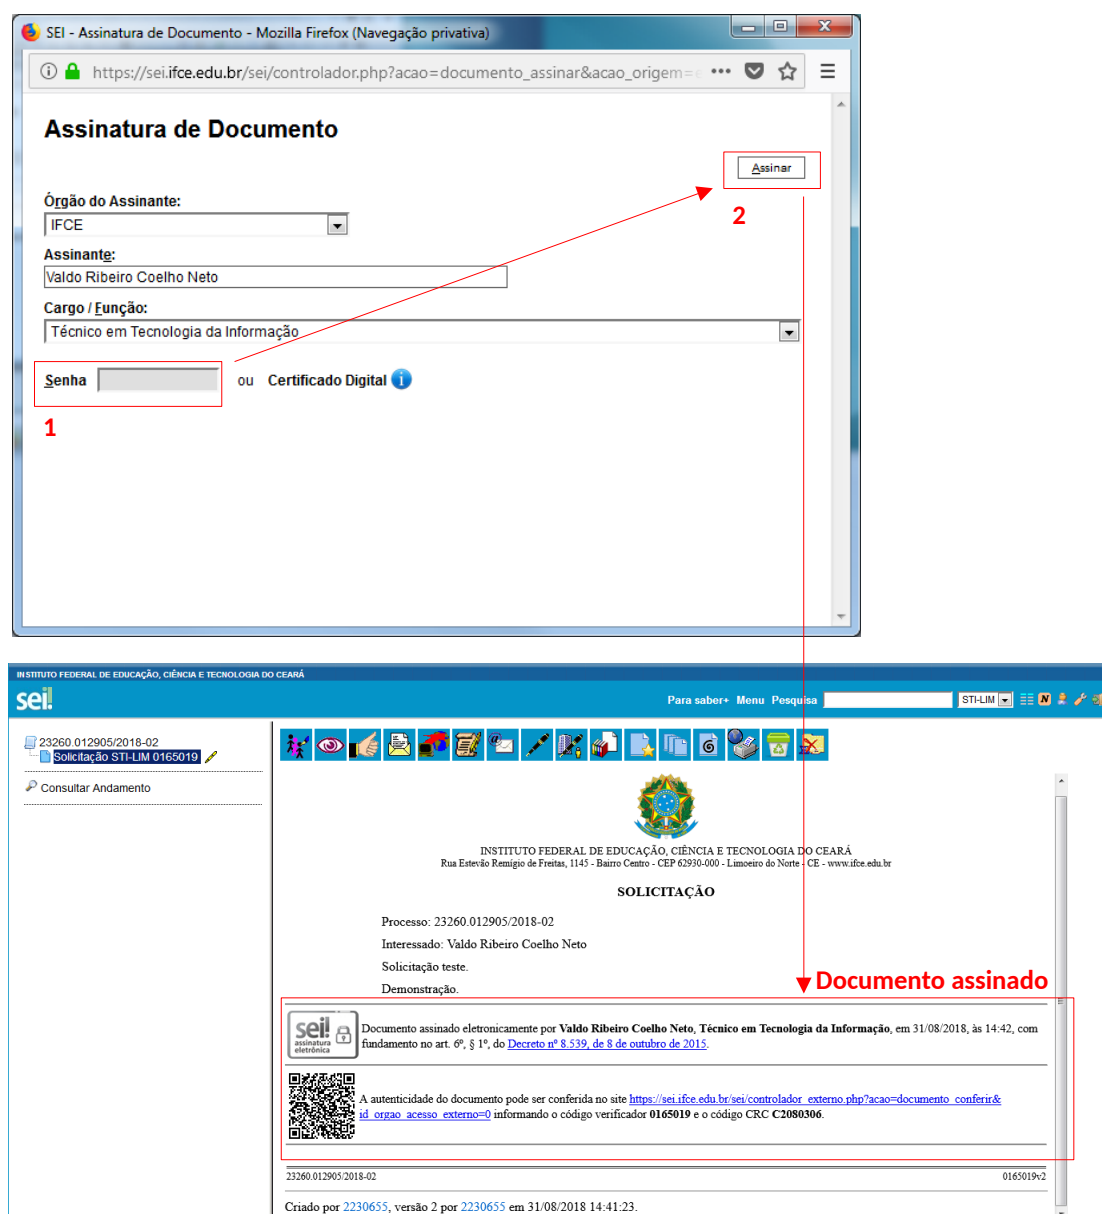 SEI - Assinatura de Documento - Mozilla Firefox (Navegação privativa)
https://sei.ifce.edu.br/sei/controlador.php?acao=documento_assinar&acao_origem=
Assinatura de Documento
Assinar
2
Órgão do Assinante:
IFCE
Assinante:
Valdo Ribeiro Coelho Neto
Cargo / Função:
Técnico em Tecnologia da Informação
Senha ou Certificado Digital
1
INSTITUTO FEDERAL DE EDUCAÇÃO, CIÊNCIA E TECNOLOGIA DO CEARÁ
sei! Para saber+ Menu Pesquisa STI-LIM
23260.012905/2018-02
Solicitação STI-LIM 0165019
Consultar Andamento
INSTITUTO FEDERAL DE EDUCAÇÃO, CIÊNCIA E TECNOLOGIA DO CEARÁ
Rua Estevão Remígio de Freitas, 1145 - Bairro Centro - CEP 62930-000 - Limoeiro do Norte - CE - www.ifce.edu.br
SOLICITAÇÃO
Processo: 23260.012905/2018-02
Interessado: Valdo Ribeiro Coelho Neto
Solicitação teste.
Demonstração.
Documento assinado
sei!
assinatura
eletrônica
Documento assinado eletronicamente por Valdo Ribeiro Coelho Neto, Técnico em Tecnologia da Informação, em 31/08/2018, às 14:42, com
fundamento no art. 6º, § 1º, do Decreto nº 8.539, de 8 de outubro de 2015.
A autenticidade do documento pode ser conferida no site https://sei.ifce.edu.br/sei/controlador_externo.php?acao=documento_conferir&
id_orgao_acesso_externo=0 informando o código verificador 0165019 e o código CRC C2080306.
23260.012905/2018-02 0165019v2
Criado por 2230655, versão 2 por 2230655 em 31/08/2018 14:41:23.